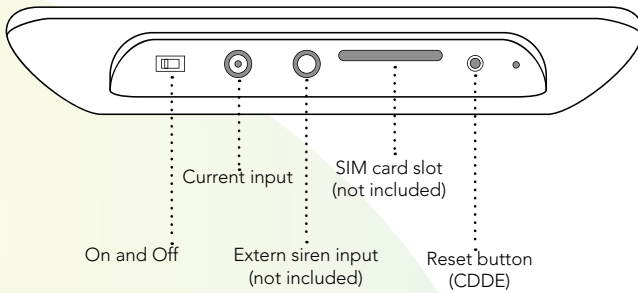 Current input
SIM card slot
(not included)
On and Off
Extern siren input
(not included)
Reset button
(CDDE)